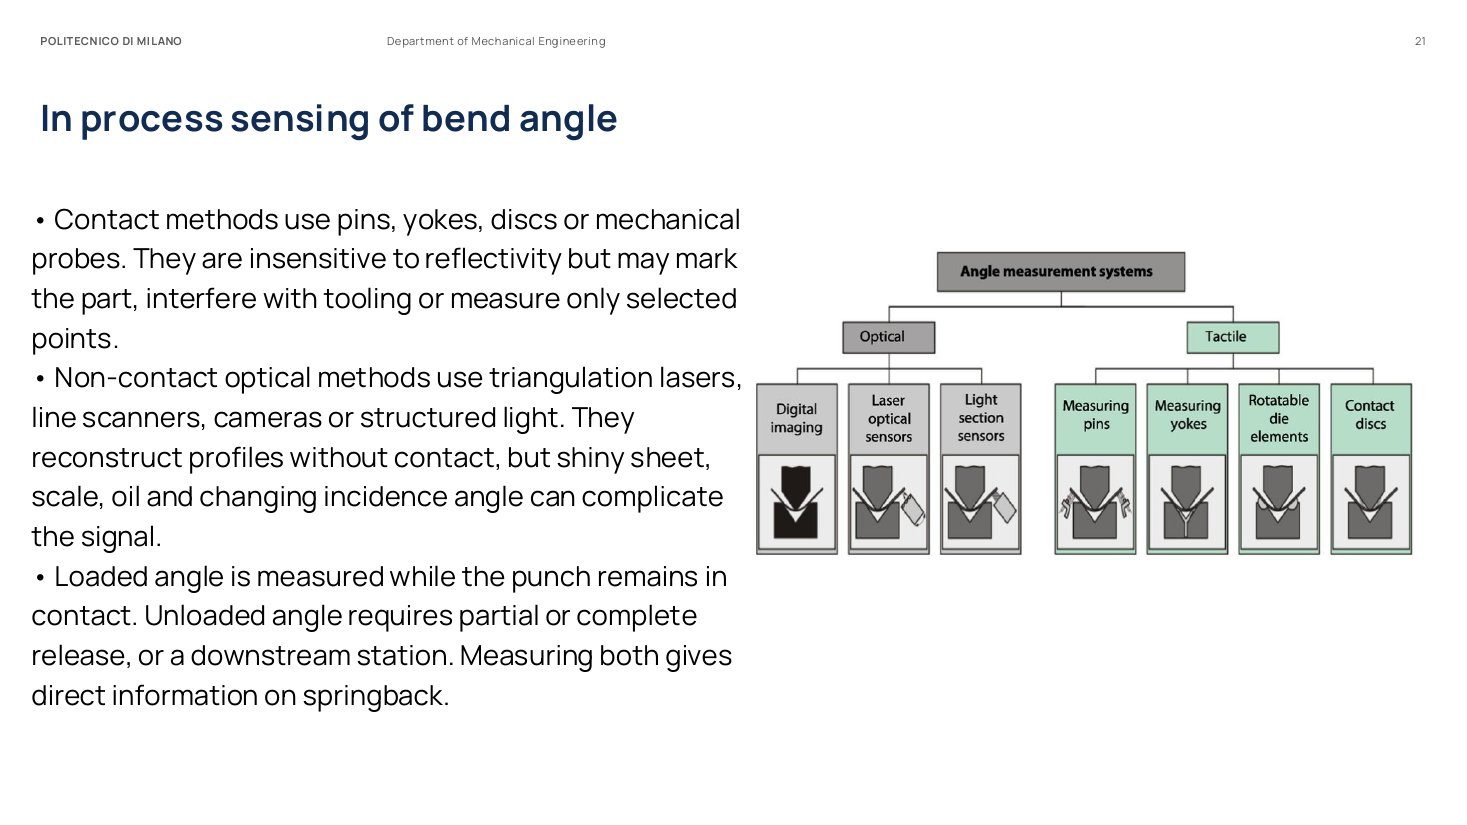 POLITECNICO DI MILANO
Department of Mechanical Engineering
21
In process sensing of bend angle
• Contact methods use pins, yokes, discs or mechanical
probes. They are insensitive to reflectivity but may mark
the part, interfere with tooling or measure only selected
points.
• Non-contact optical methods use triangulation lasers,
line scanners, cameras or structured light. They
reconstruct profiles without contact, but shiny sheet,
scale, oil and changing incidence angle can complicate
the signal.
• Loaded angle is measured while the punch remains in
contact. Unloaded angle requires partial or complete
release, or a downstream station. Measuring both gives
direct information on springback.
Angle measurement systems
Optical
Tactile
Digital
imaging
Laser
optical
sensors
Light
section
sensors
Measuring
pins
Measuring
yokes
Rotatable
die
elements
Contact
discs